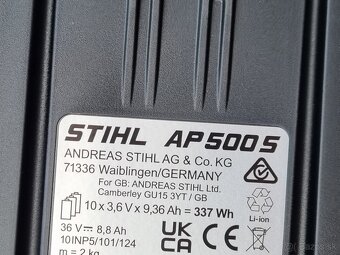 STIHL AP 500 S
ANDREAS STIHL AG & Co. KG
71336 Waiblingen/GERMANY
For GB: ANDREAS STIHL Ltd.
Camberley GU15 3YT / GB
10 x 3,6 V x 9,36 Ah = 337 Wh
Li-ion
36 V ⎓ 8,8 Ah
10INP5/101/124
m = 2 kg
UK CA